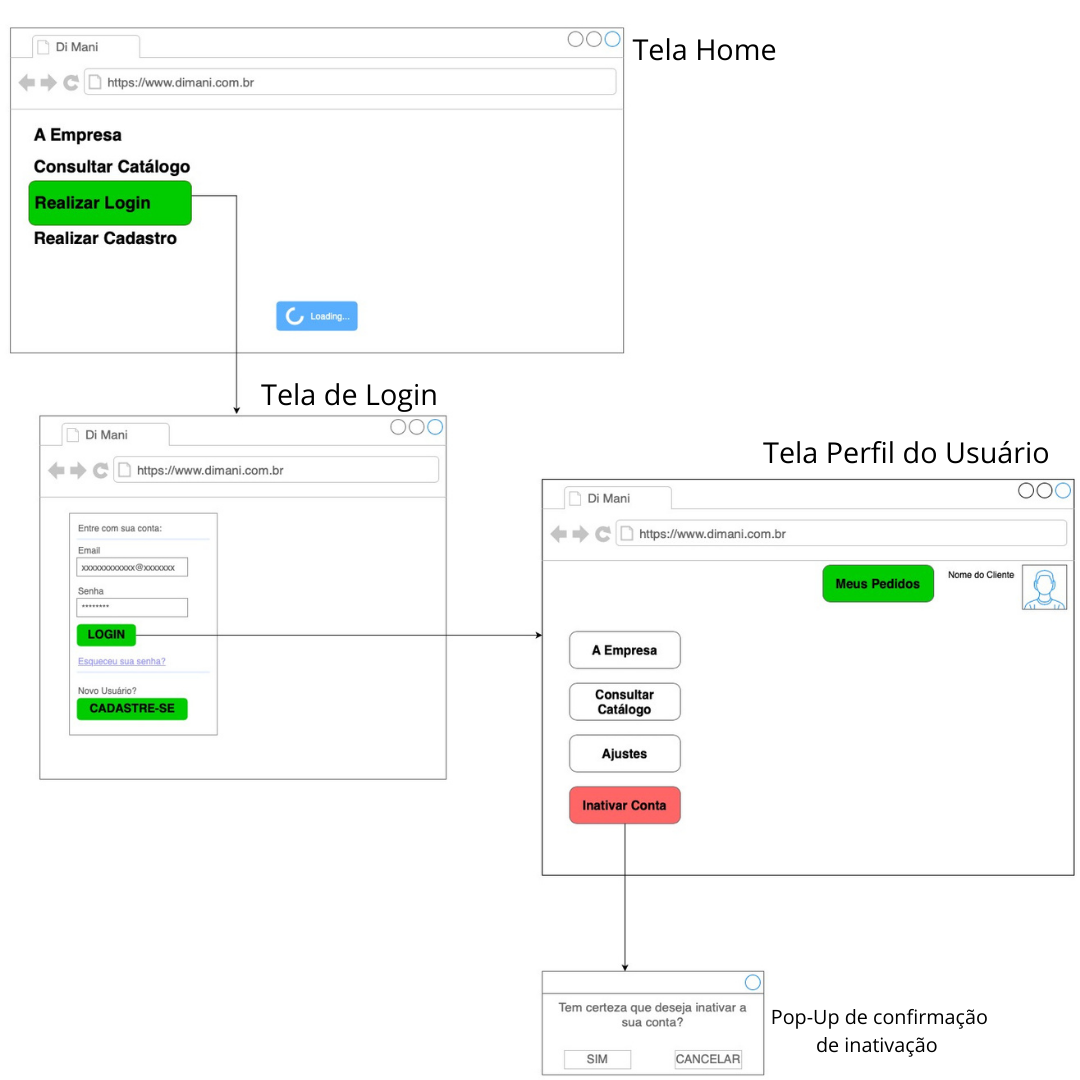 Di Mani
Tela Home
https://www.dimani.com.br
A Empresa
Consultar Catálogo
Realizar Login
Realizar Cadastro
Loading...
Tela de Login
Di Mani
https://www.dimani.com.br
Entre com sua conta:
Email
xxxxxxxxxxxx@xxxxxxx
Senha
********
LOGIN
Esqueceu sua senha?
Novo Usuário?
CADASTRE-SE
Tela Perfil do Usuário
Di Mani
https://www.dimani.com.br
Meus Pedidos
Nome do Cliente
A Empresa
Consultar
Catálogo
Ajustes
Inativar Conta
Tem certeza que deseja inativar a
sua conta?
SIM
CANCELAR
Pop-Up de confirmação
de inativação